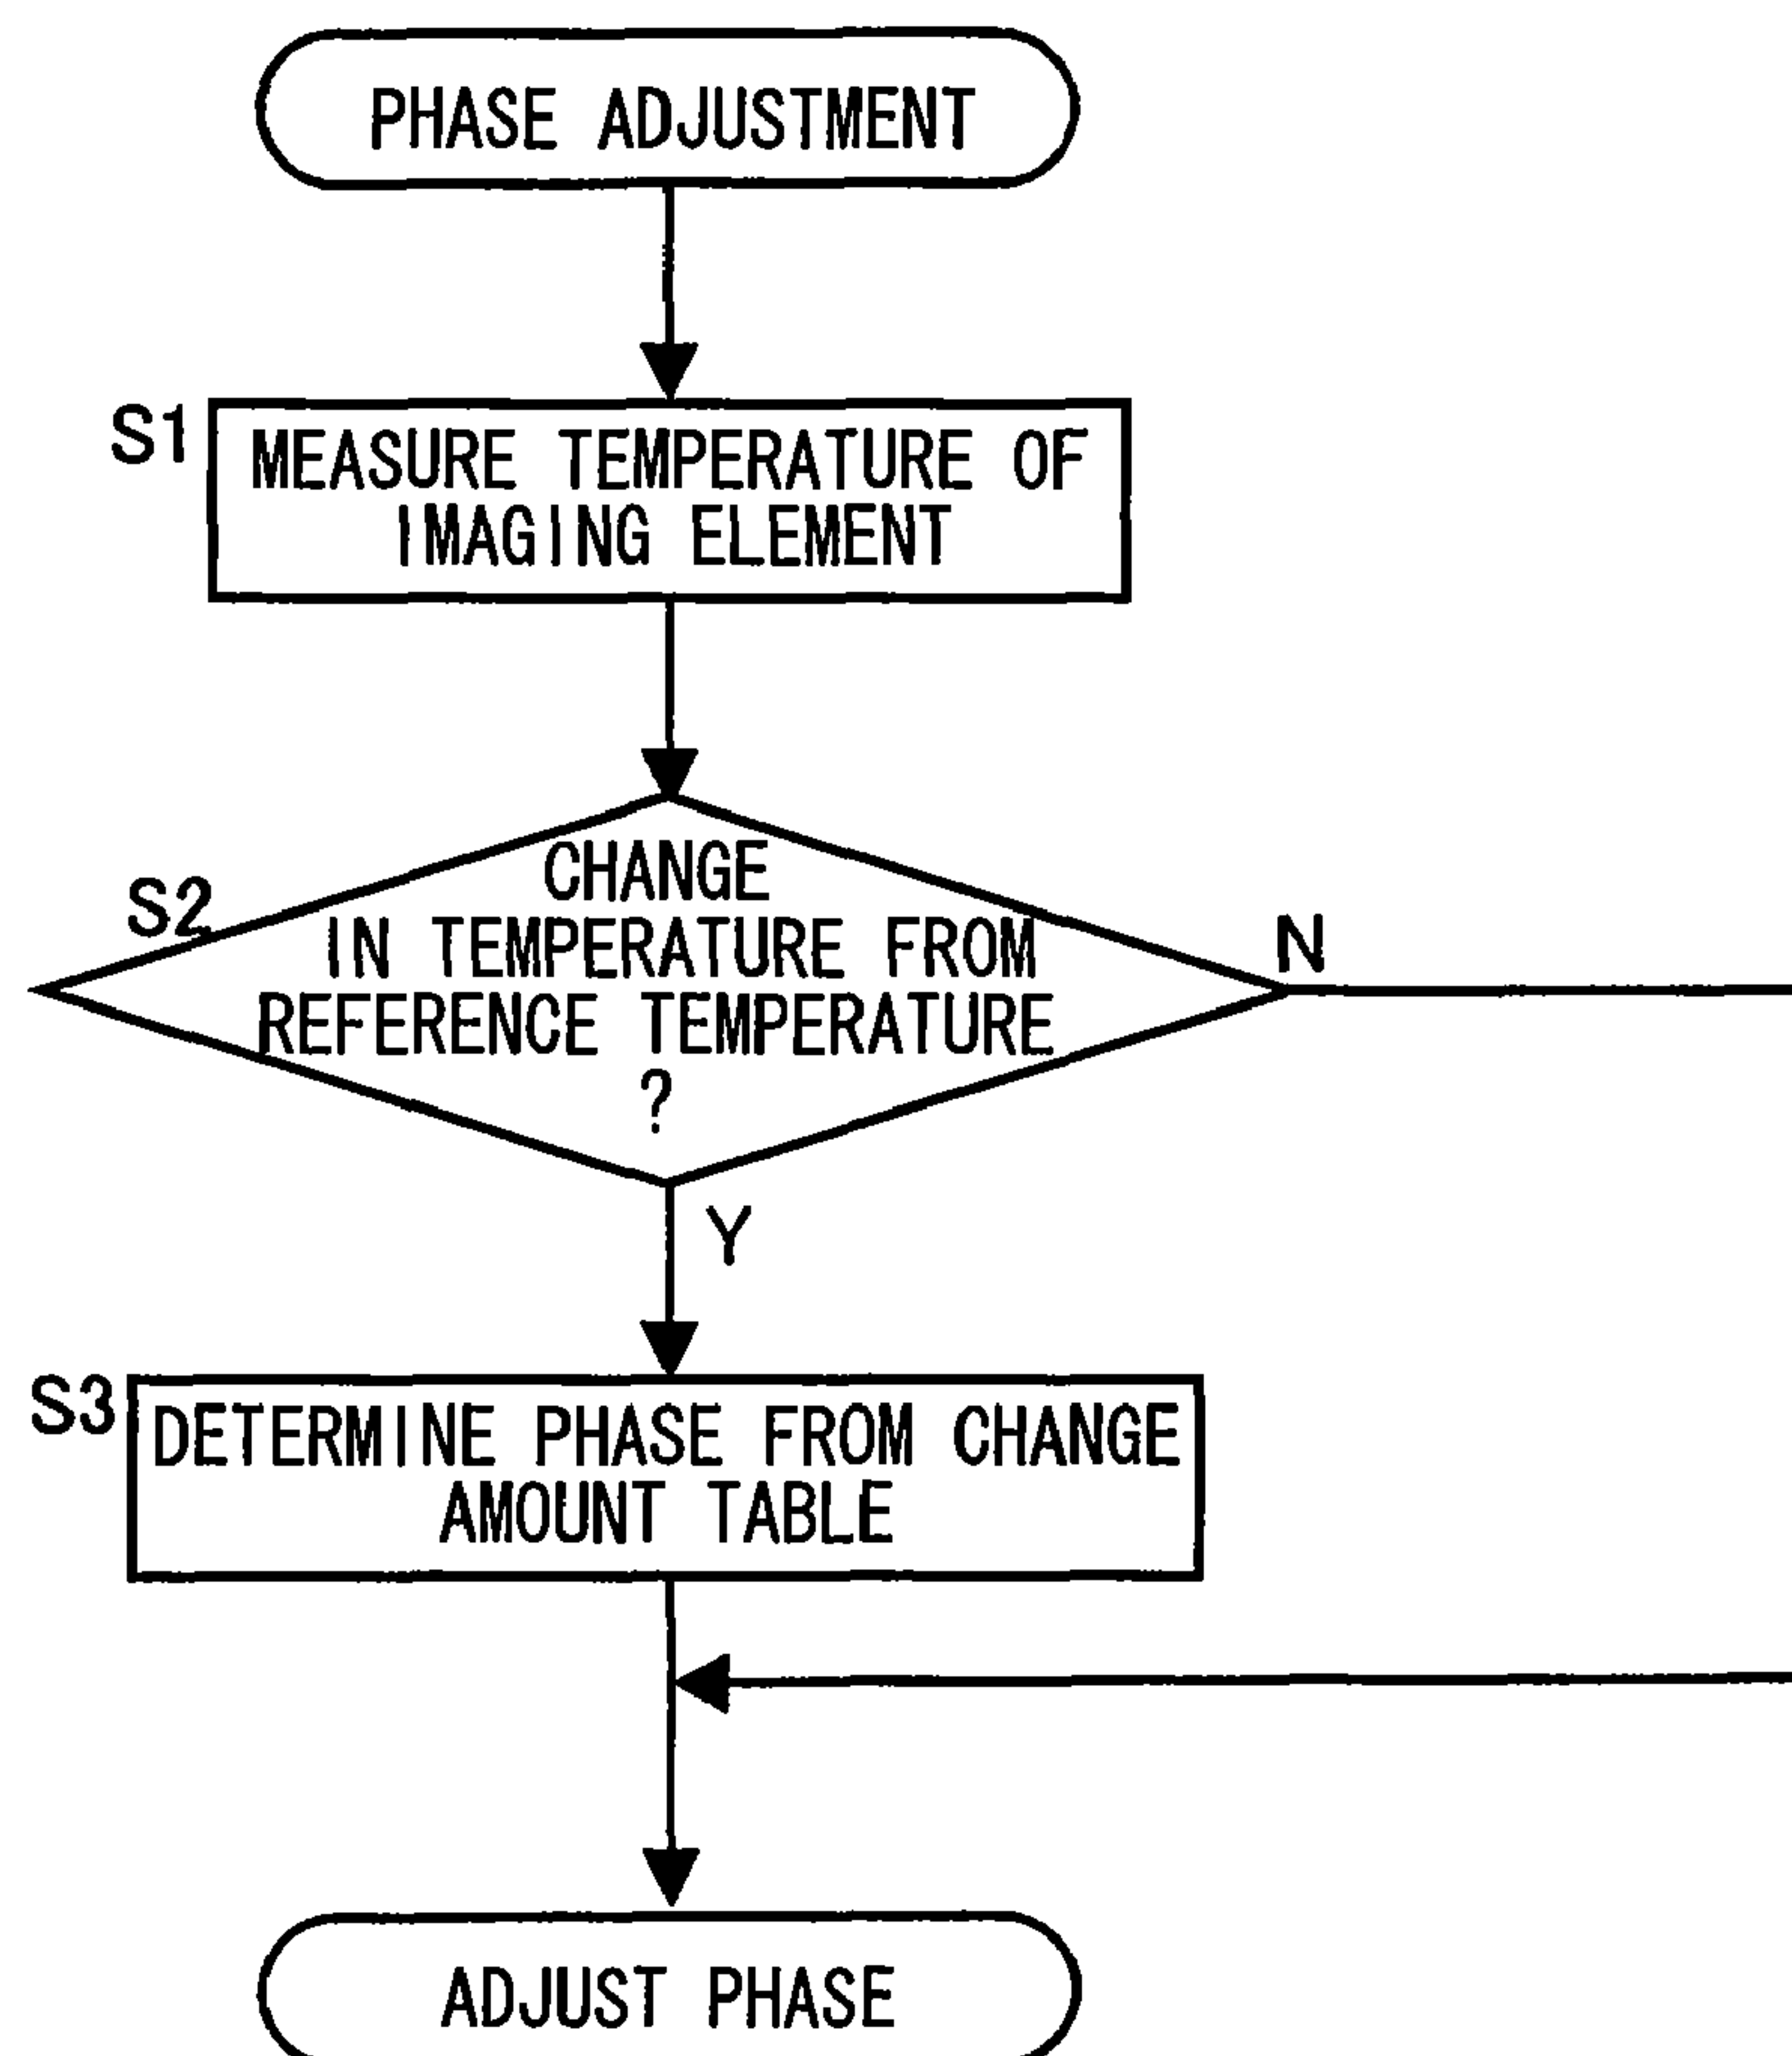 PHASE ADJUSTMENT
S1
MEASURE TEMPERATURE OF
IMAGING ELEMENT
S2
CHANGE
IN TEMPERATURE FROM
REFERENCE TEMPERATURE
?
N
Y
S3
DETERMINE PHASE FROM CHANGE
AMOUNT TABLE
ADJUST PHASE